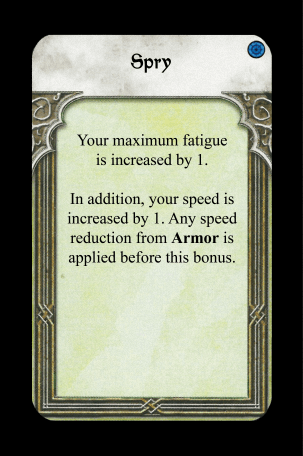 Spry
Your maximum fatigue
is increased by 1.
In addition, your speed is
increased by 1. Any speed
reduction from Armor is
applied before this bonus.